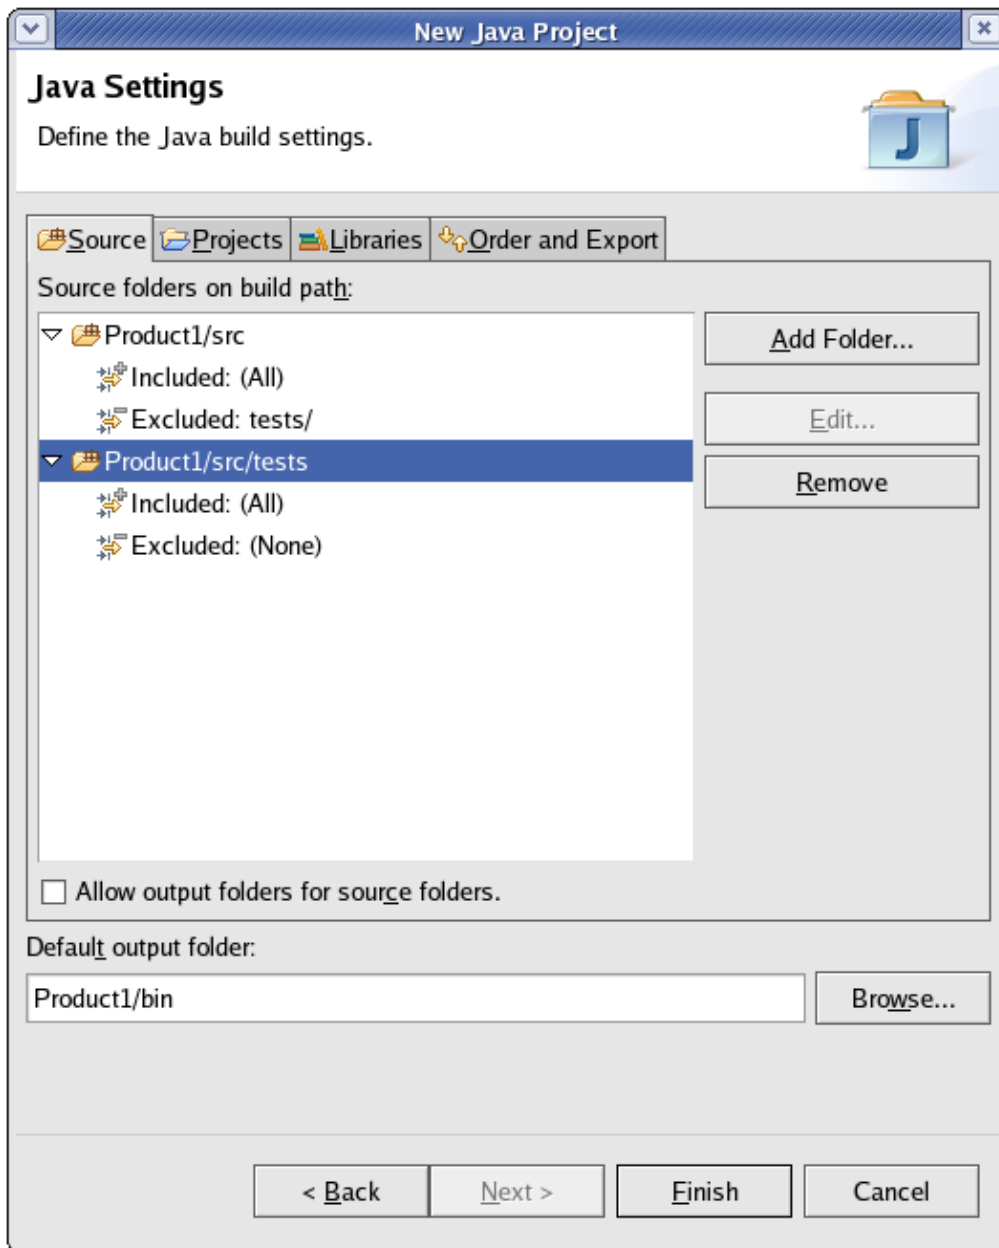 New Java Project
Java Settings
Define the Java build settings.
J
Source Projects Libraries Order and Export
Source folders on build path:
Product1/src
Add Folder...
Included: (All)
Excluded: tests/
Edit...
Product1/src/tests
Remove
Included: (All)
Excluded: (None)
Allow output folders for source folders.
Default output folder:
Product1/bin
Browse...
< Back Next > Finish Cancel